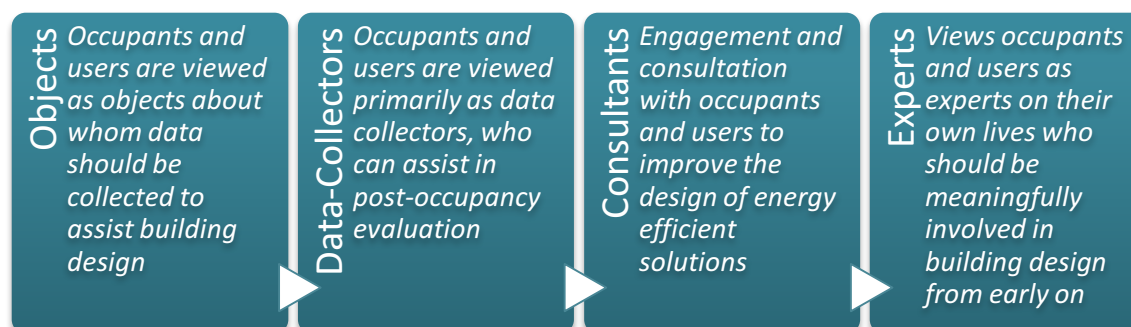 Objects
Occupants and
users are viewed
as objects about
whom data
should be
collected to
assist building
design
Data-Collectors
Occupants and
users are viewed
primarily as data
collectors, who
can assist in
post-occupancy
evaluation
Consultants
Engagement and
consultation
with occupants
and users to
improve the
design of energy
efficient
solutions
Experts
Views occupants
and users as
experts on their
own lives who
should be
meaningfully
involved in
building design
from early on